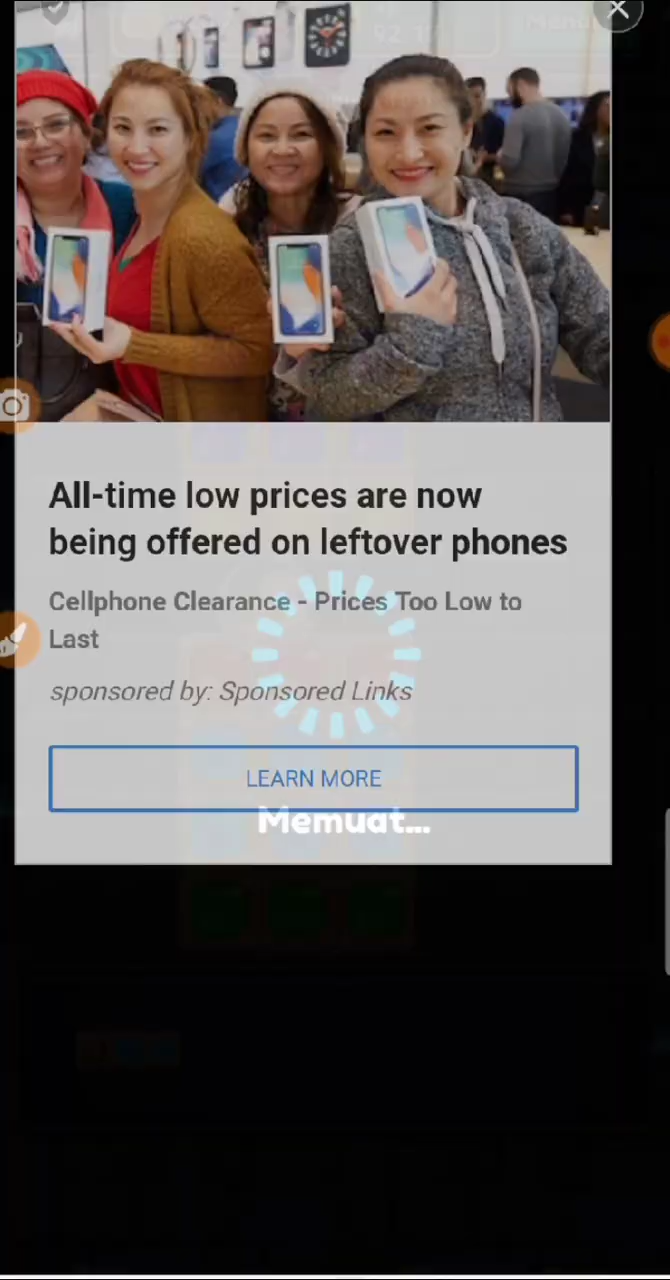 All-time low prices are now
being offered on leftover phones
Cellphone Clearance - Prices Too Low to
Last
sponsored by: Sponsored Links
LEARN MORE
Memuat...